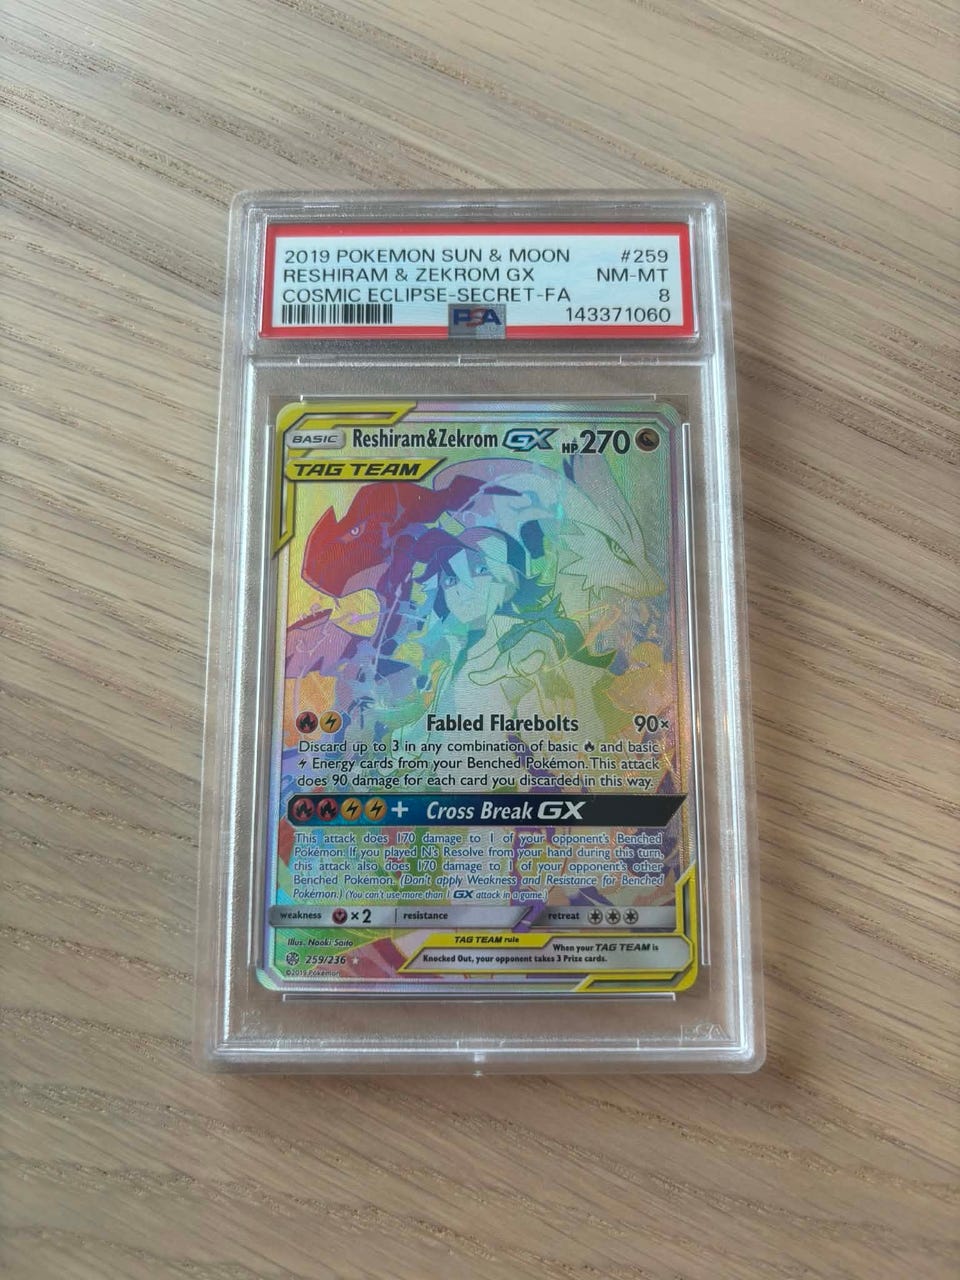 2019 POKEMON SUN & MOON #259
RESHIRAM & ZEKROM GX NM-MT
COSMIC ECLIPSE-SECRET-FA 8
PSA 143371060
BASIC Reshiram&Zekrom GX HP270
TAG TEAM
Fabled Flarebolts 90×
Discard up to 3 in any combination of basic and basic
Energy cards from your Benched Pokémon. This attack
does 90 damage for each card you discarded in this way.
+ Cross Break GX
This attack does 170 damage to 1 of your opponent's Benched
Pokémon. If you played N's Resolve from your hand during this turn,
this attack also does 170 damage to 1 of your opponent's other
Benched Pokémon. (Don't apply Weakness and Resistance for Benched
Pokémon.) (You can't use more than 1 GX attack in a game.)
weakness ×2 resistance retreat
Illus. Naoki Saito
TAG TEAM rule When your TAG TEAM is
259/236 Knocked Out, your opponent takes 3 Prize cards.
©2019 Pokémon
PSA